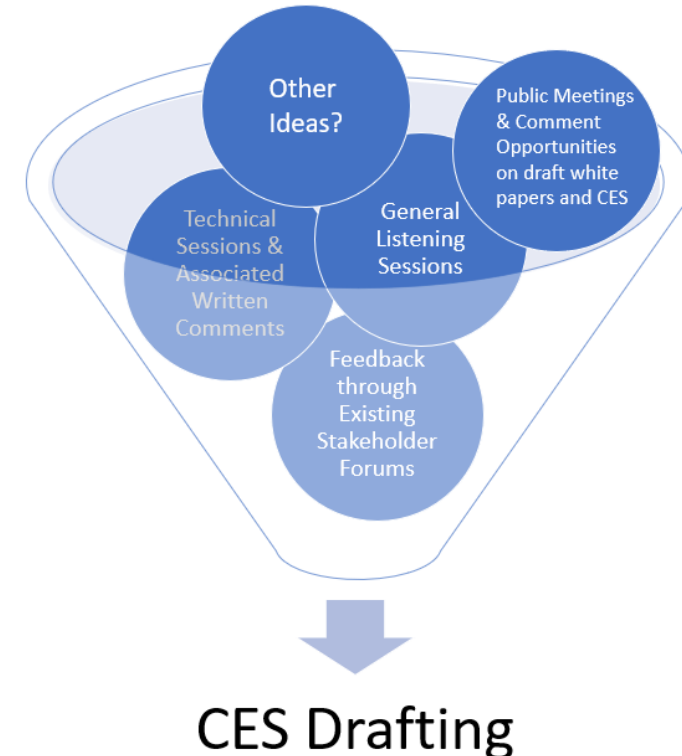 Other
Ideas?
Public Meetings
& Comment
Opportunities
on draft white
papers and CES
Technical
Sessions &
Associated
Written
Comments
General
Listening
Sessions
Feedback
through
Existing
Stakeholder
Forums
CES Drafting